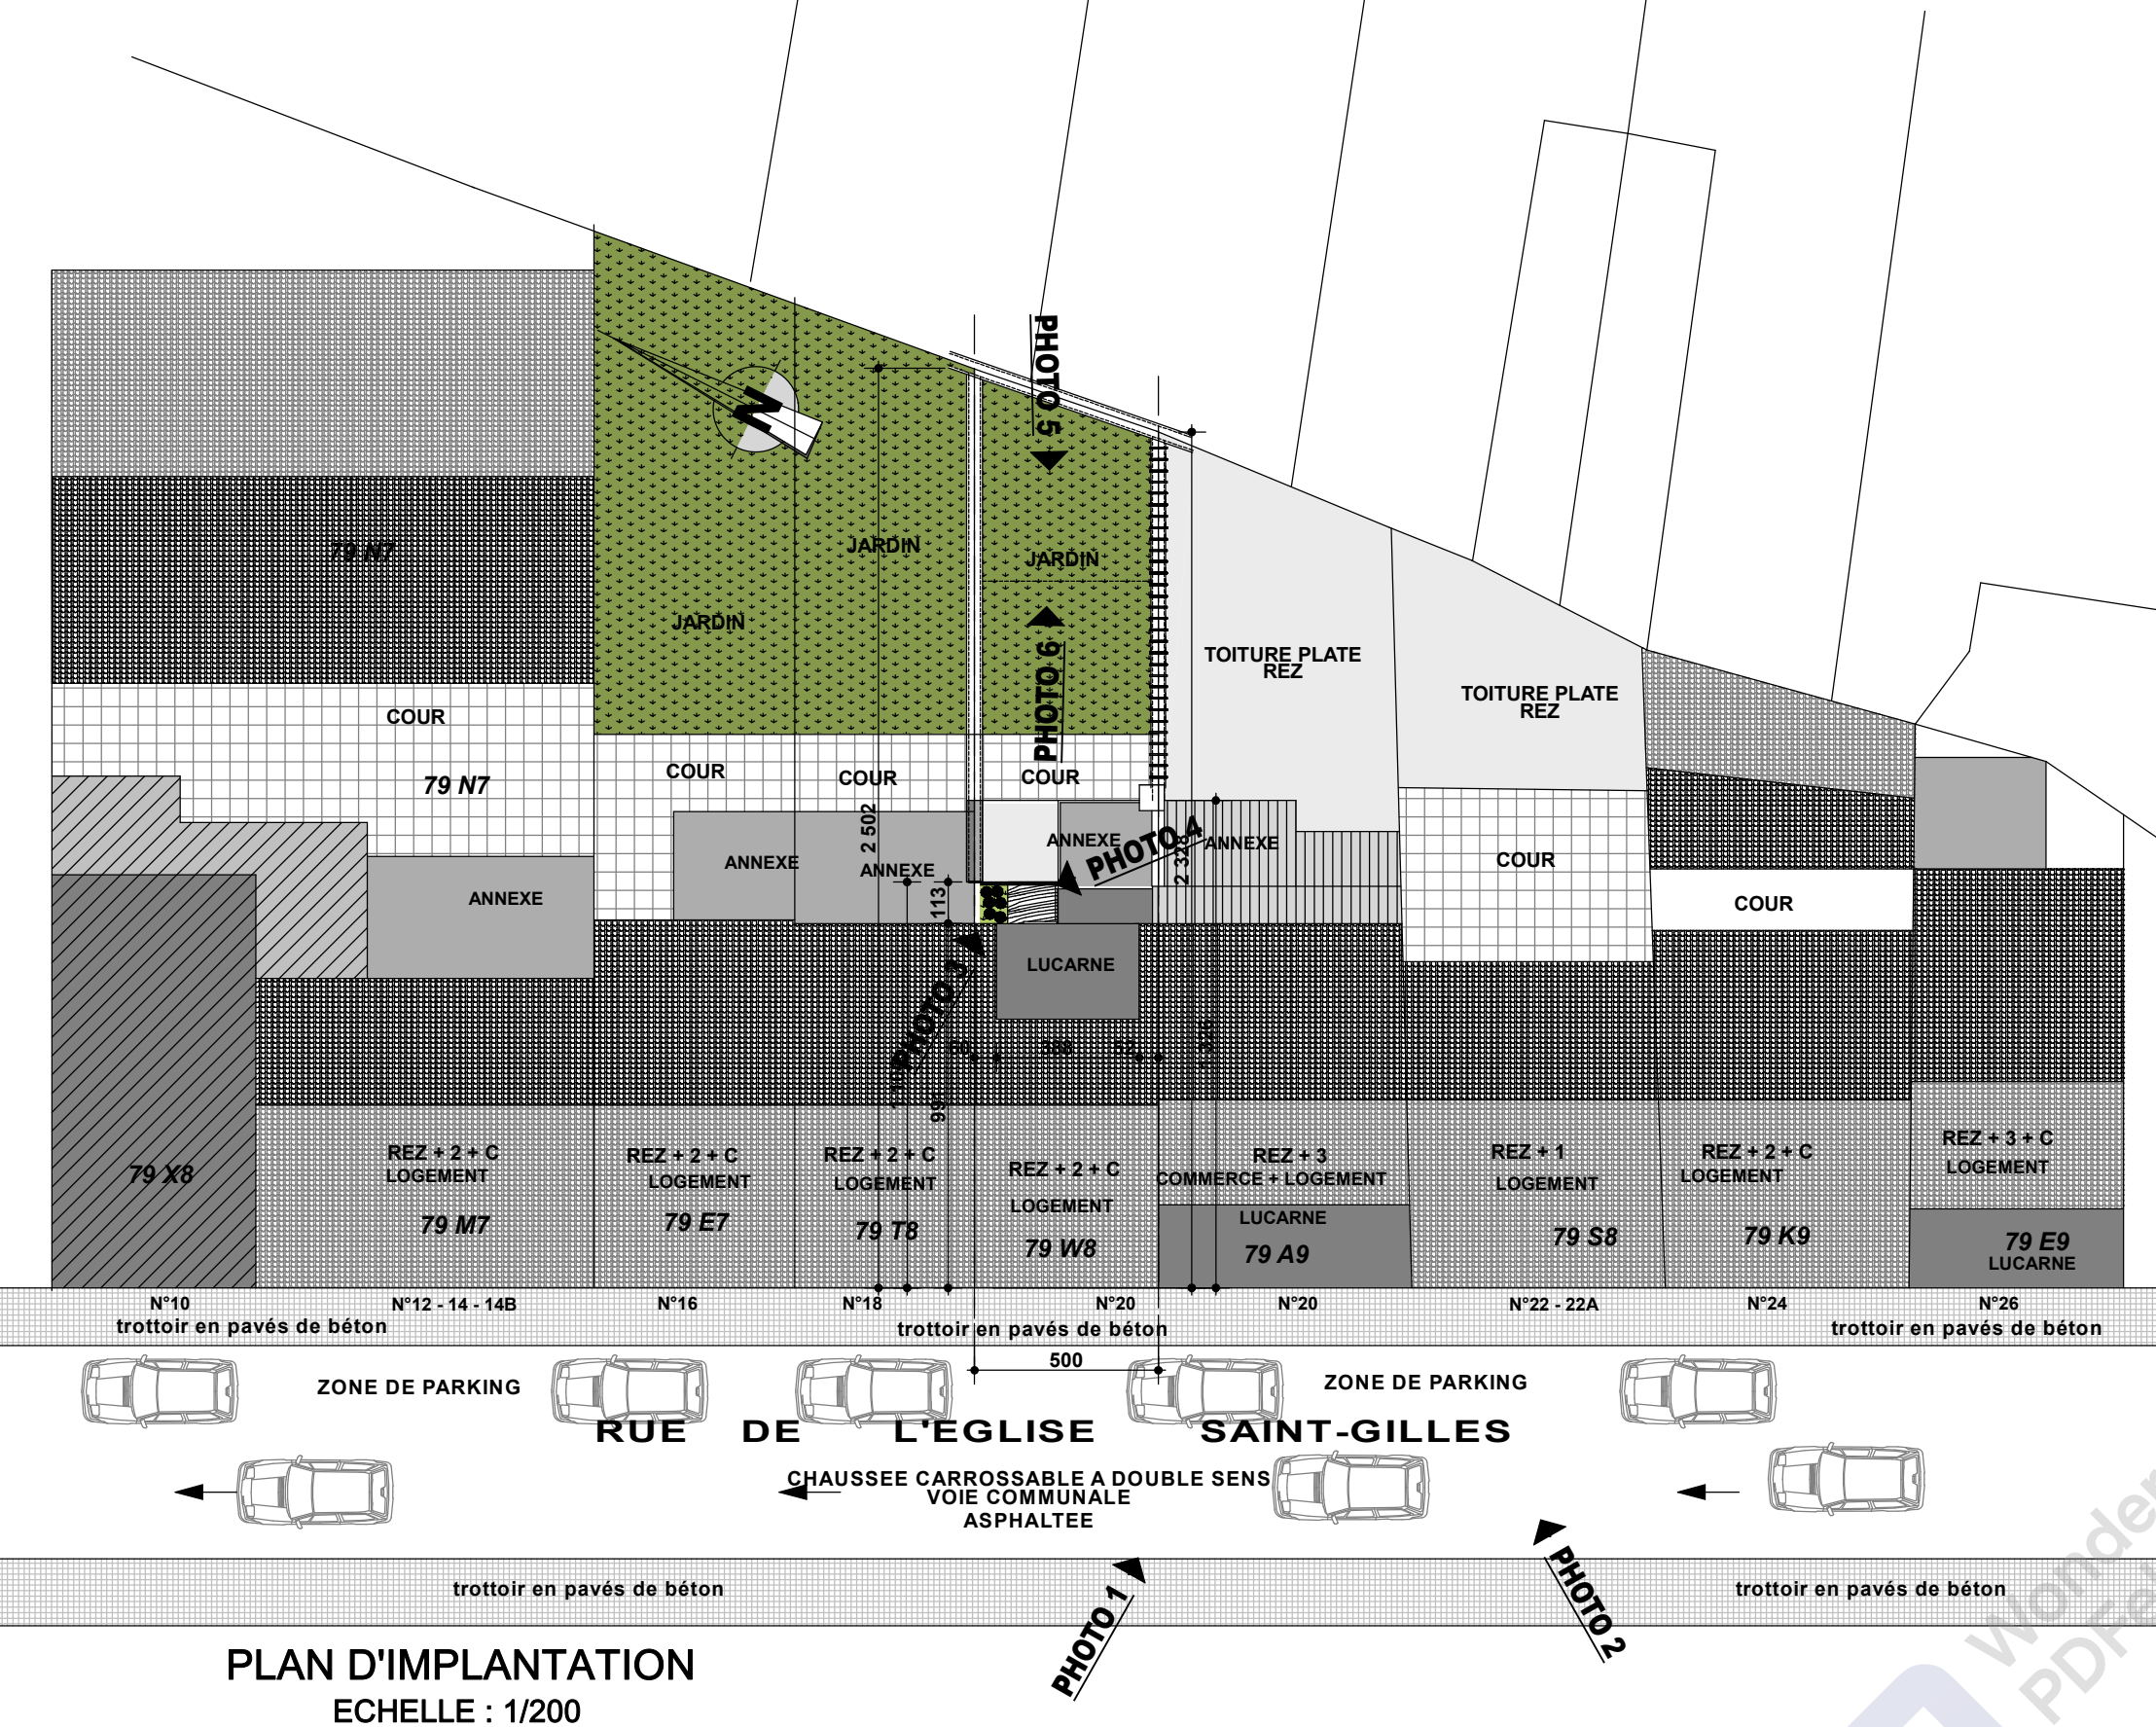 PHOTO 5
N
79 N7
JARDIN
JARDIN
JARDIN
PHOTO 6
TOITURE PLATE
REZ
TOITURE PLATE
REZ
COUR
79 N7
COUR
COUR
COUR
2 502
ANNEXE
ANNEXE
ANNEXE
ANNEXE
PHOTO 4
ANNEXE
2 328
COUR
COUR
113
LUCARNE
PHOTO 3
60
388
52
991
REZ + 2 + C
LOGEMENT
79 M7
79 X8
REZ + 2 + C
LOGEMENT
79 E7
REZ + 2 + C
LOGEMENT
79 T8
REZ + 2 + C
LOGEMENT
79 W8
REZ + 3
COMMERCE + LOGEMENT
LUCARNE
79 A9
REZ + 1
LOGEMENT
79 S8
REZ + 2 + C
LOGEMENT
79 K9
REZ + 3 + C
LOGEMENT
79 E9
LUCARNE
N°10
N°12 - 14 - 14B
N°16
N°18
N°20
N°20
N°22 - 22A
N°24
N°26
trottoir en pavés de béton
trottoir en pavés de béton
trottoir en pavés de béton
500
ZONE DE PARKING
ZONE DE PARKING
RUE DE L'EGLISE SAINT-GILLES
CHAUSSEE CARROSSABLE A DOUBLE SENS
VOIE COMMUNALE
ASPHALTEE
trottoir en pavés de béton
trottoir en pavés de béton
PHOTO 1
PHOTO 2
PLAN D'IMPLANTATION
ECHELLE : 1/200